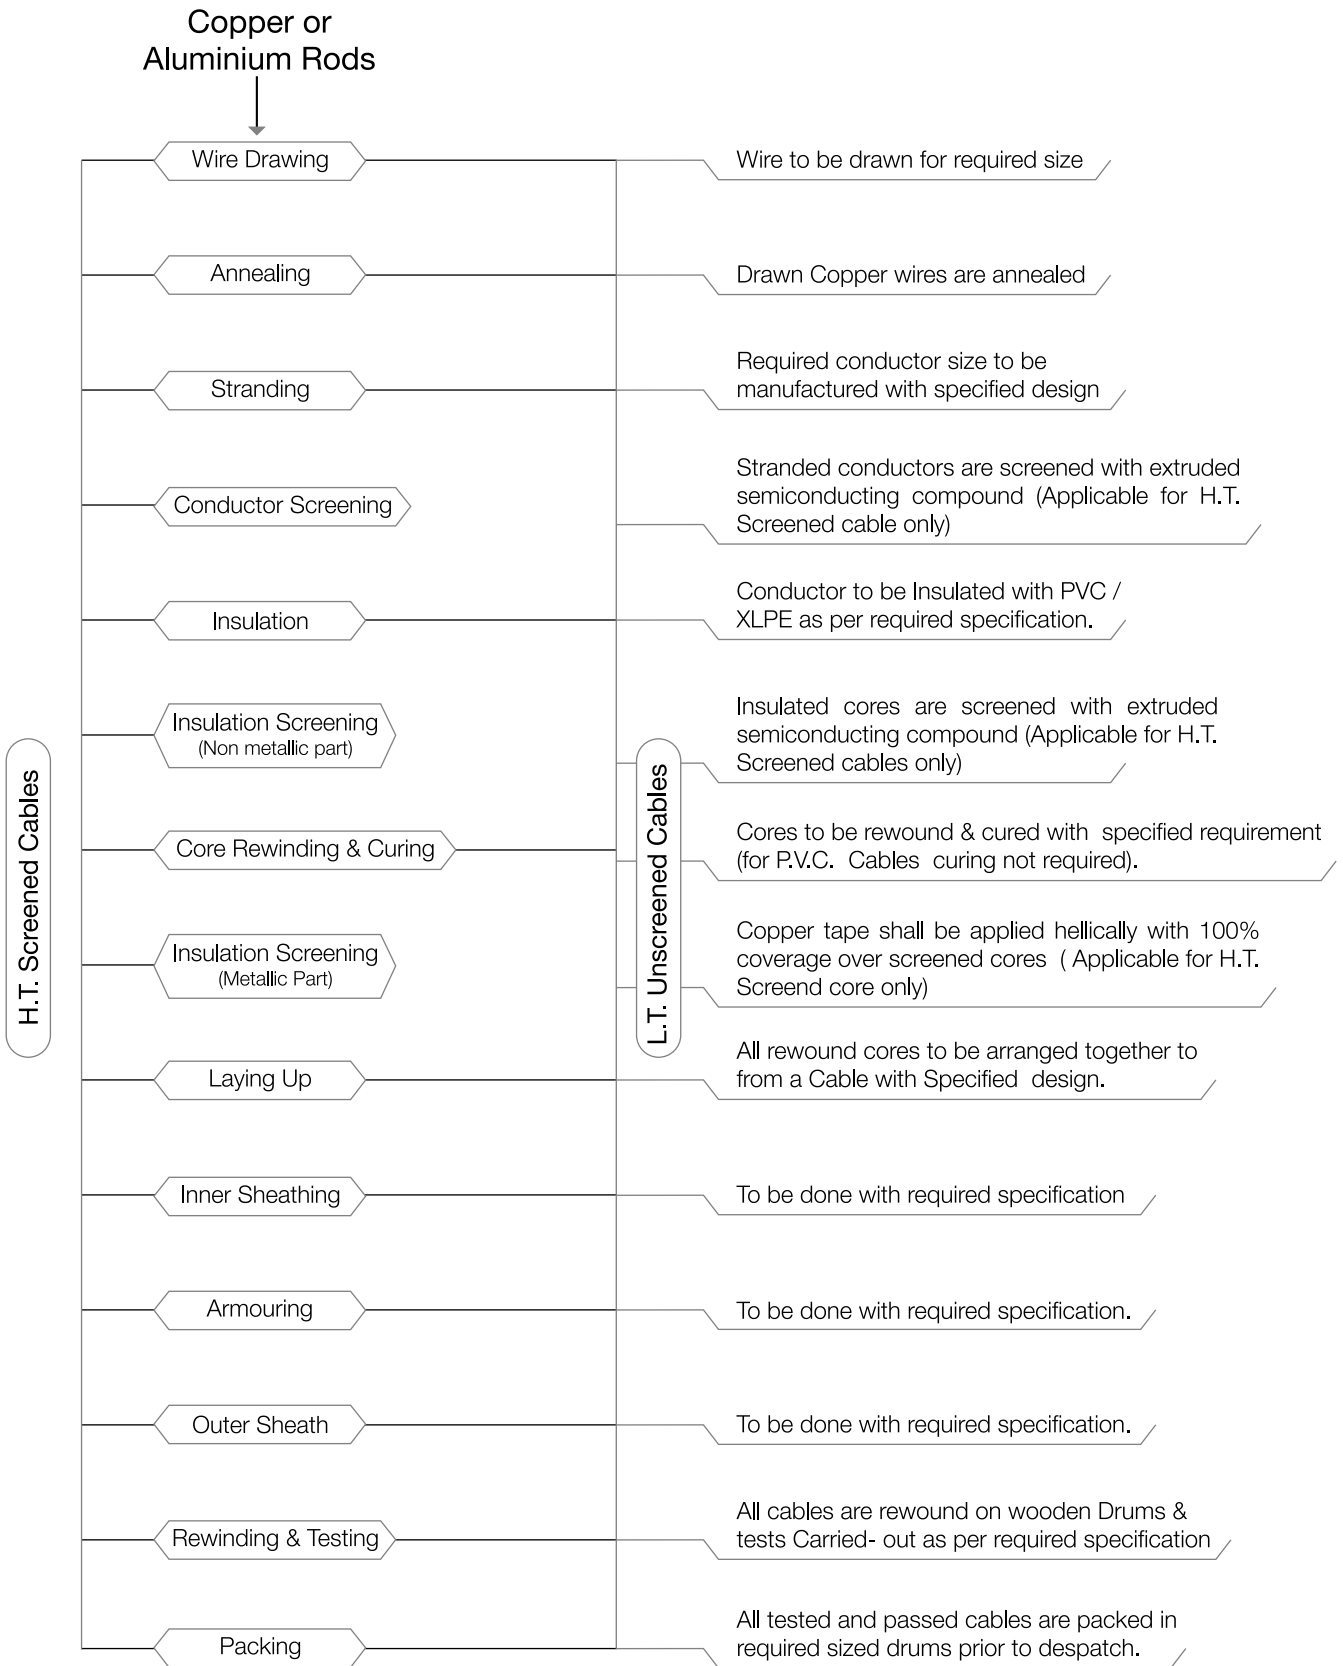 Copper or
Aluminium Rods
Wire Drawing
Wire to be drawn for required size
Annealing
Drawn Copper wires are annealed
Stranding
Required conductor size to be
manufactured with specified design
Conductor Screening
Stranded conductors are screened with extruded
semiconducting compound (Applicable for H.T.
Screened cable only)
Insulation
Conductor to be Insulated with PVC /
XLPE as per required specification.
Insulation Screening
(Non metallic part)
Insulated cores are screened with extruded
semiconducting compound (Applicable for H.T.
Screened cables only)
H.T. Screened Cables
L.T. Unscreened Cables
Core Rewinding & Curing
Cores to be rewound & cured with specified requirement
(for P.V.C. Cables curing not required).
Insulation Screening
(Metallic Part)
Copper tape shall be applied hellically with 100%
coverage over screened cores ( Applicable for H.T.
Screend core only)
Laying Up
All rewound cores to be arranged together to
from a Cable with Specified design.
Inner Sheathing
To be done with required specification
Armouring
To be done with required specification.
Outer Sheath
To be done with required specification.
Rewinding & Testing
All cables are rewound on wooden Drums &
tests Carried- out as per required specification
Packing
All tested and passed cables are packed in
required sized drums prior to despatch.